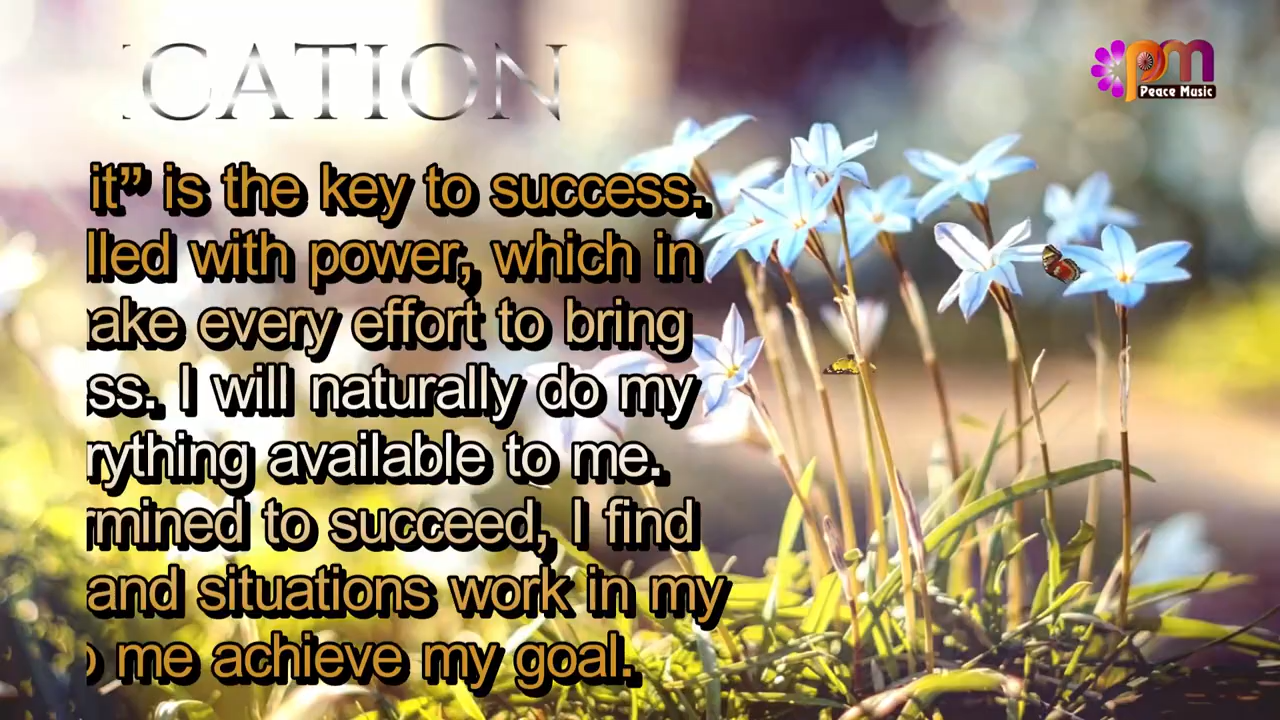 CATION
pm
Peace Music
it” is the key to success.
lled with power, which in
ake every effort to bring
ss. I will naturally do my
rything available to me.
rmined to succeed, I find
and situations work in my
me achieve my goal.